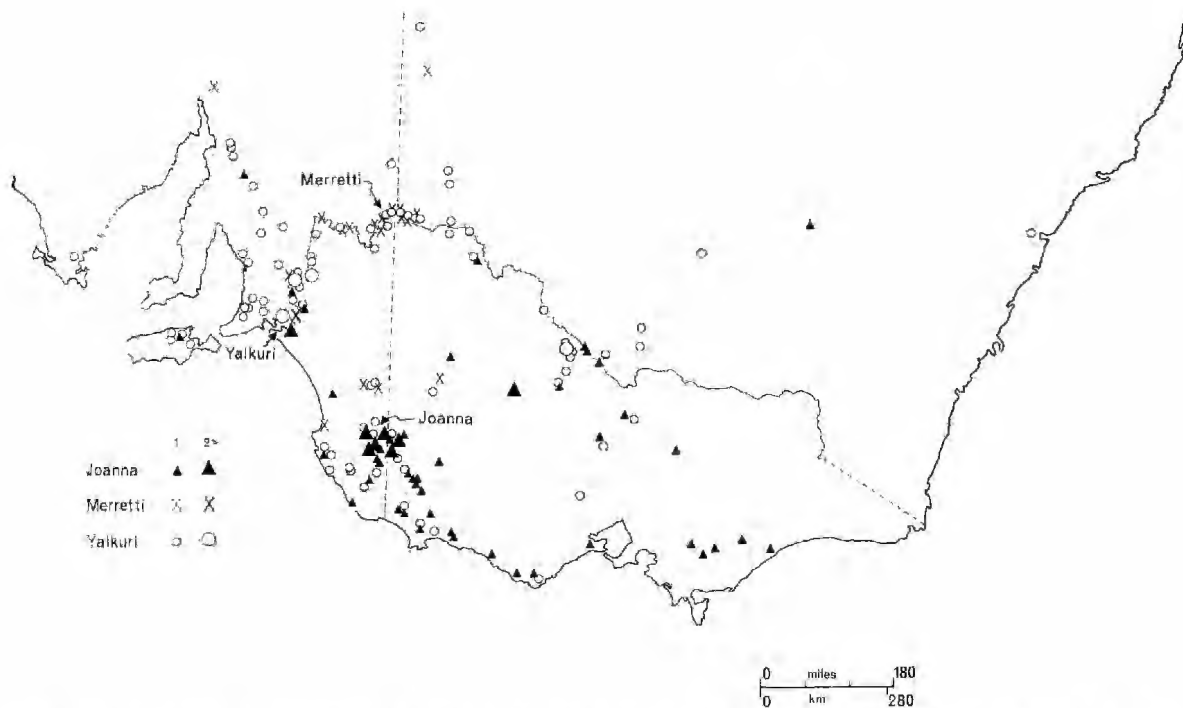 Merretti
Yalkuri
Joanna
1 2+
Joanna
Merretti
Yalkuri
0 miles 180
0 km 280